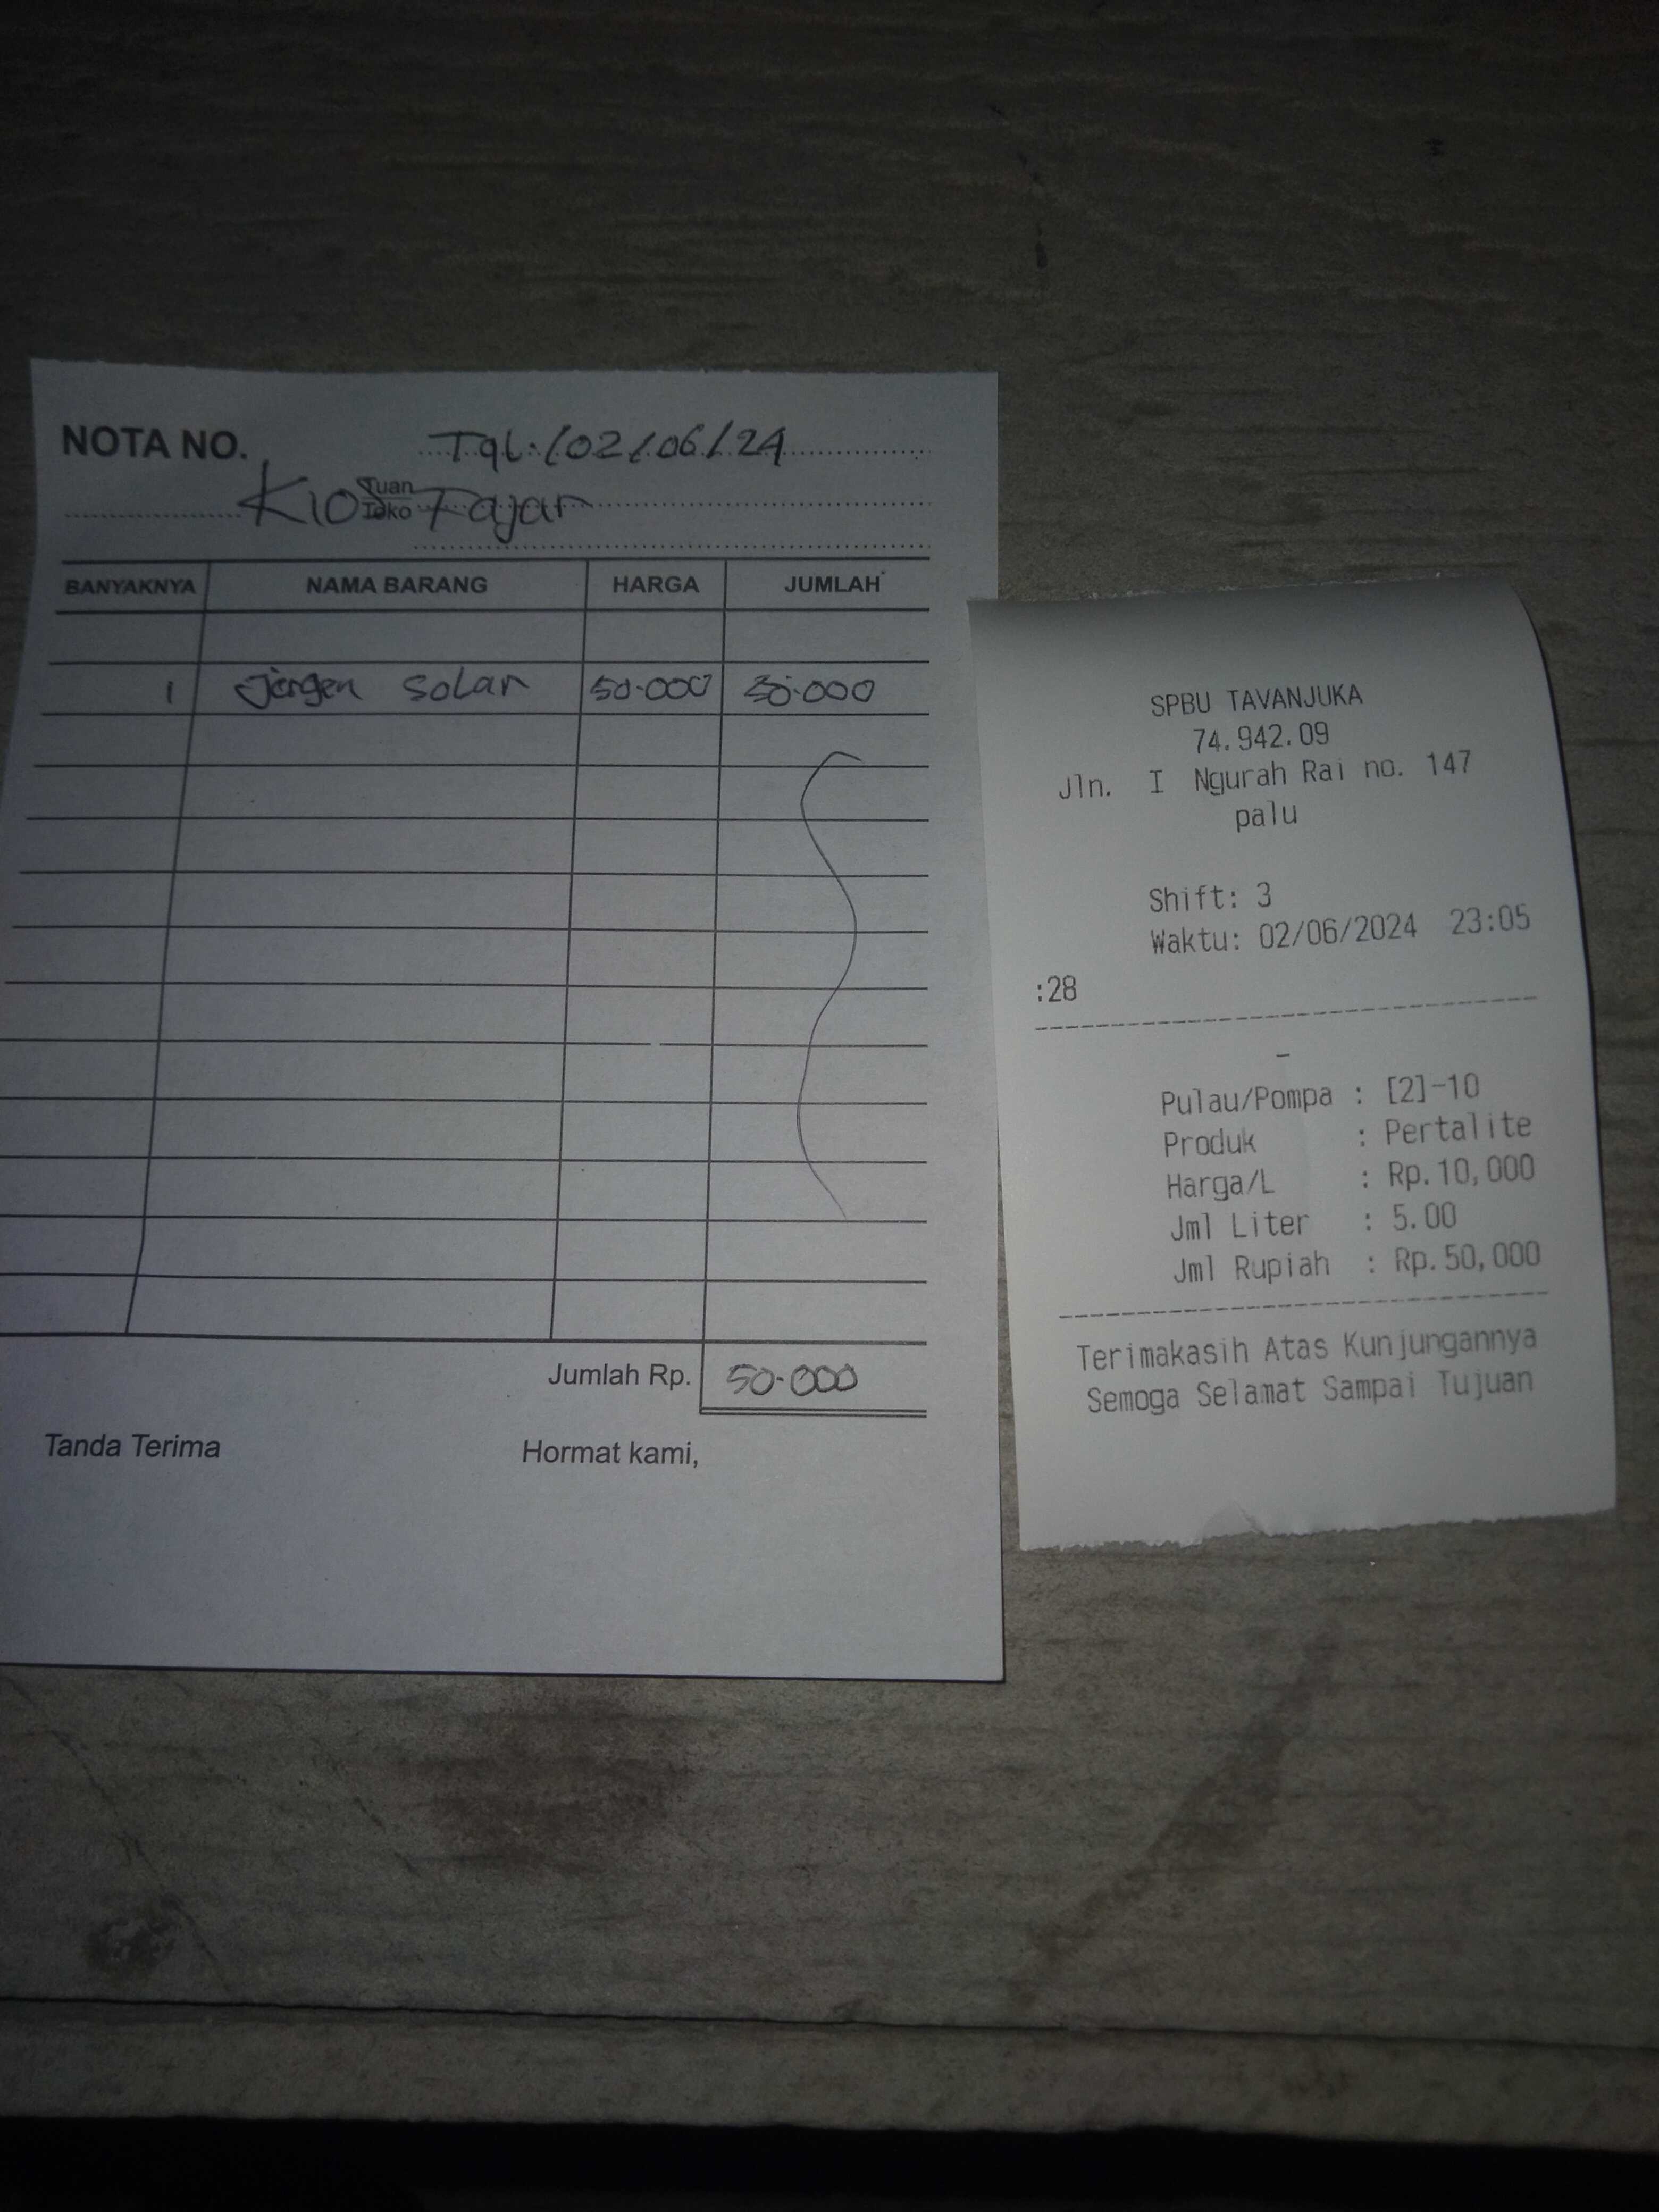 NOTA NO.
Tgl:/02/06/24
Tuan
Toko
Kios Fajar
BANYAKNYA NAMA BARANG HARGA JUMLAH
1 Jergen Solar 50.000 50.000
Jumlah Rp. 50.000
Tanda Terima Hormat kami,
SPBU TAVANJUKA
74.942.09
Jln. I Ngurah Rai no. 147
palu
Shift: 3
Waktu: 02/06/2024 23:05
:28
Pulau/Pompa : [2]-10
Produk : Pertalite
Harga/L : Rp.10,000
Jml Liter : 5.00
Jml Rupiah : Rp.50,000
Terimakasih Atas Kunjungannya
Semoga Selamat Sampai Tujuan